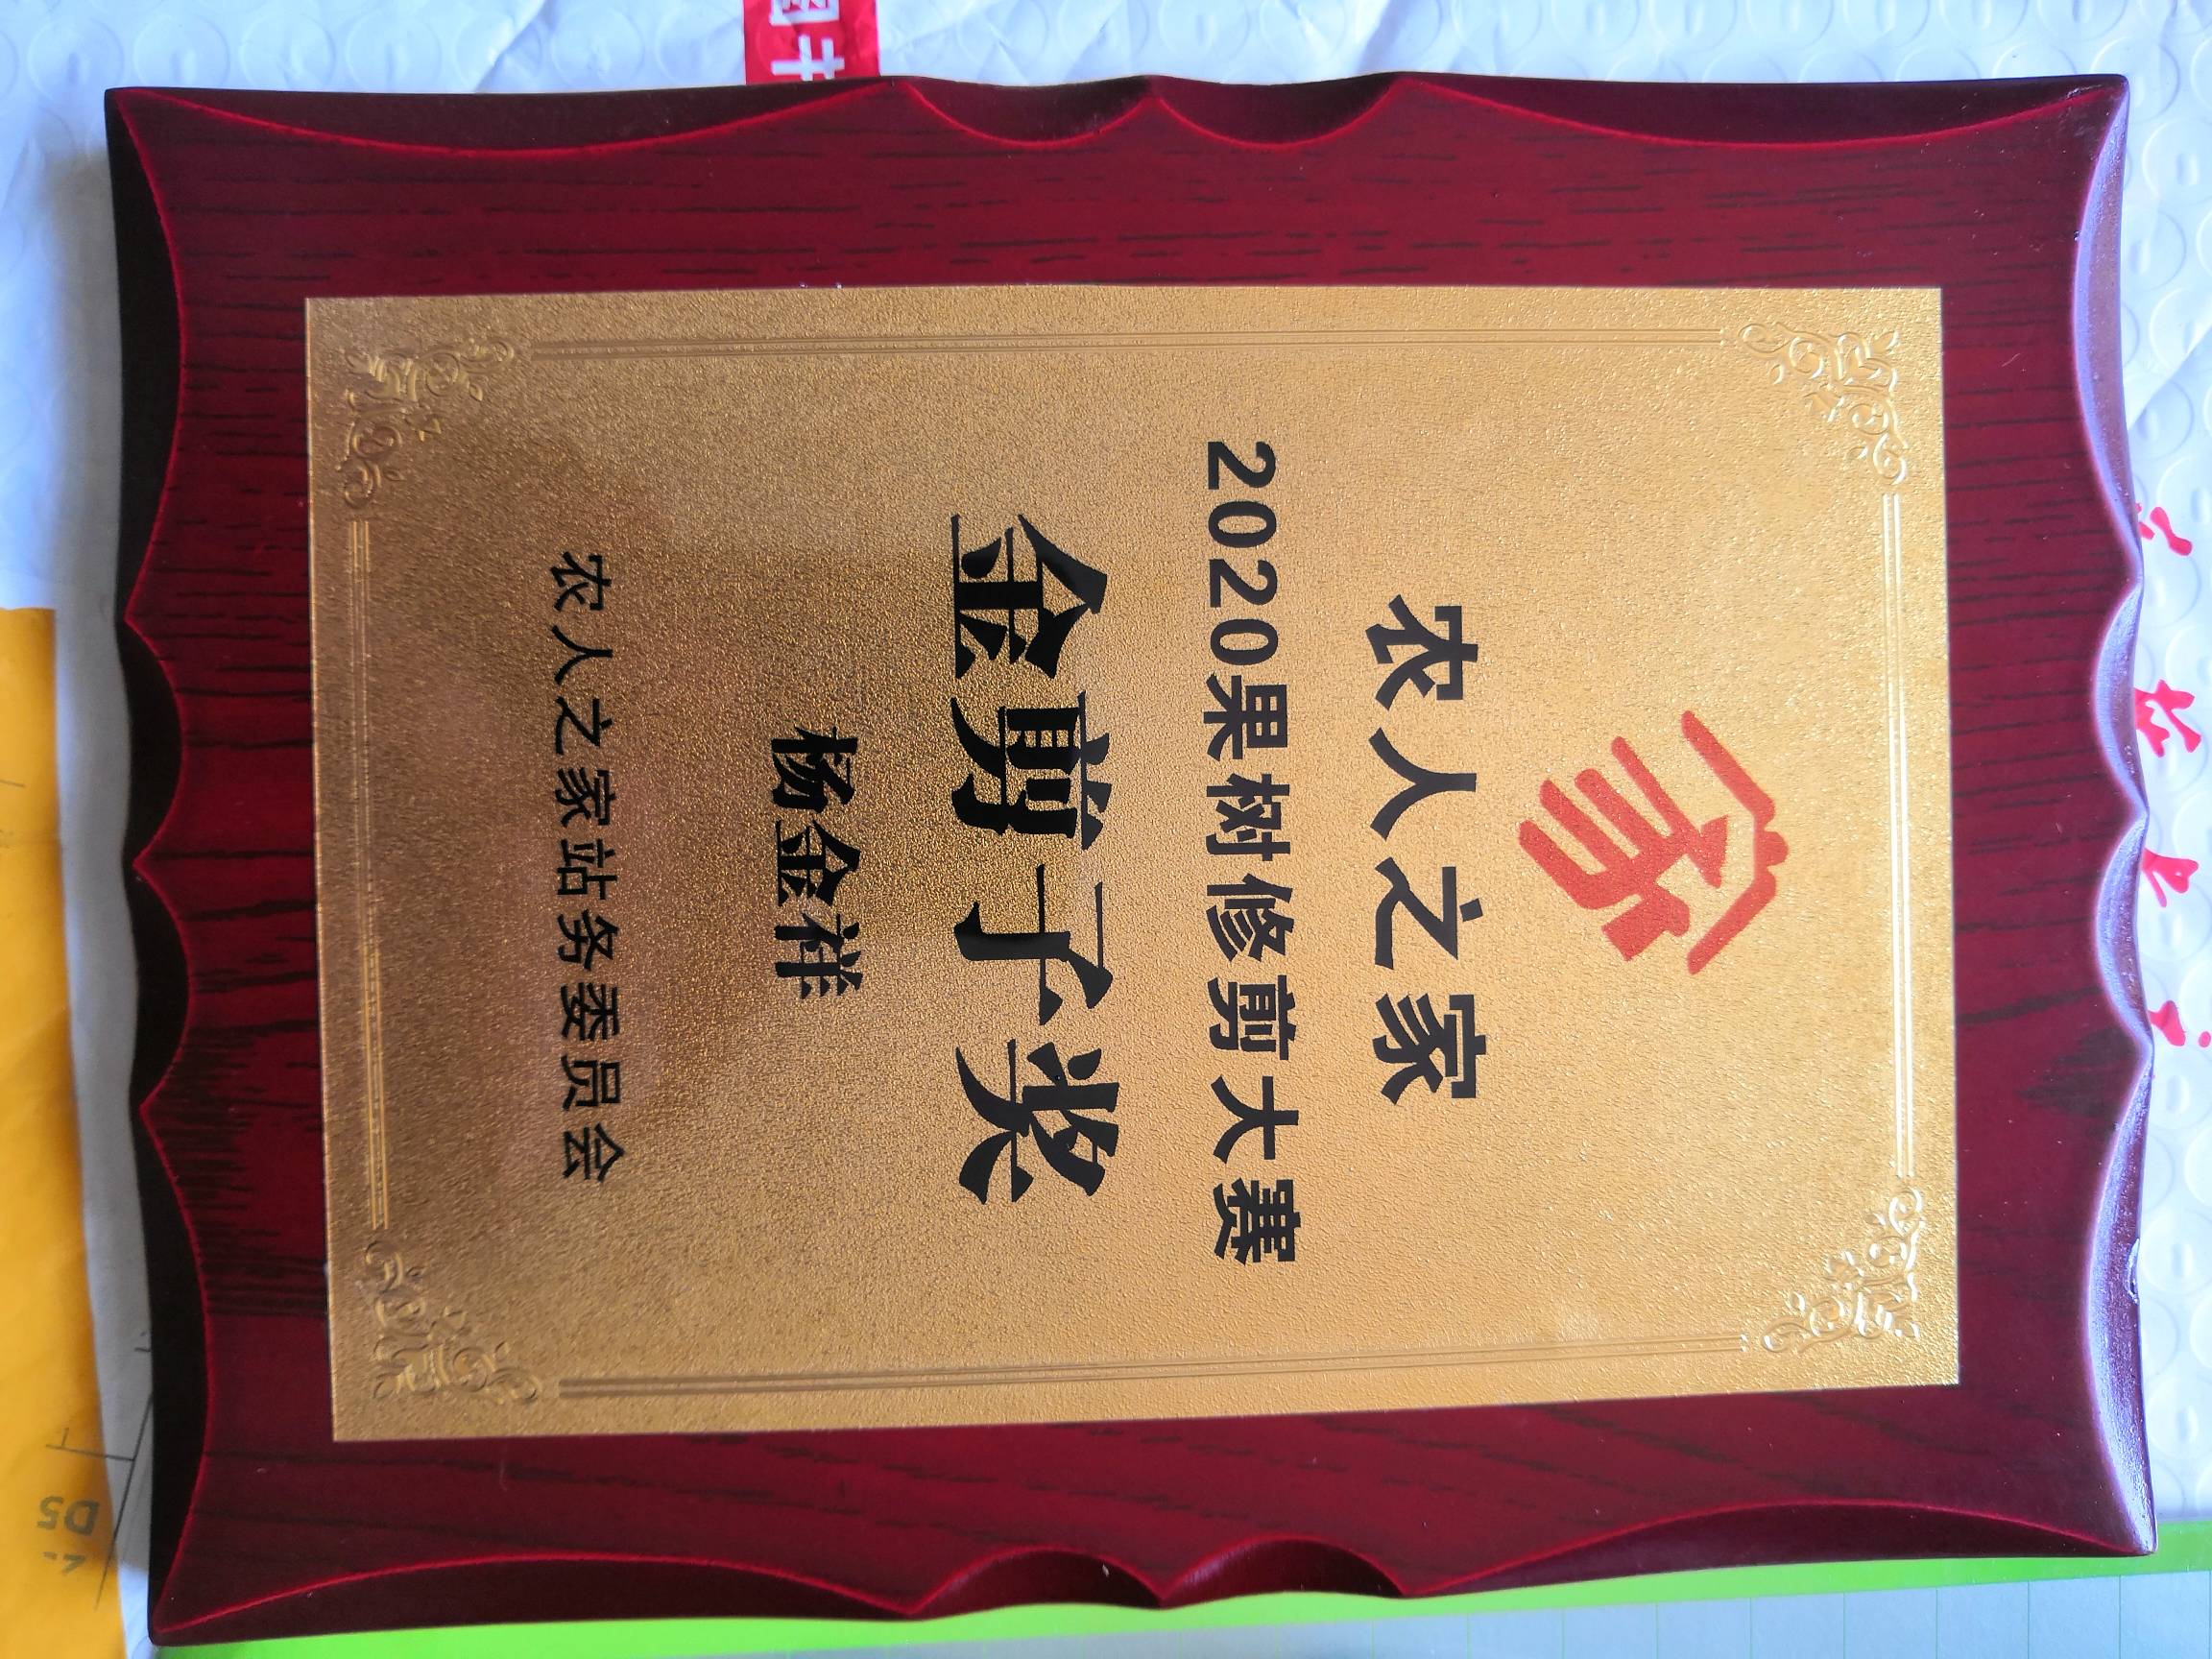 农人之家
2020果树修剪大赛
金剪子奖
杨金祥
农人之家站务委员会
D5